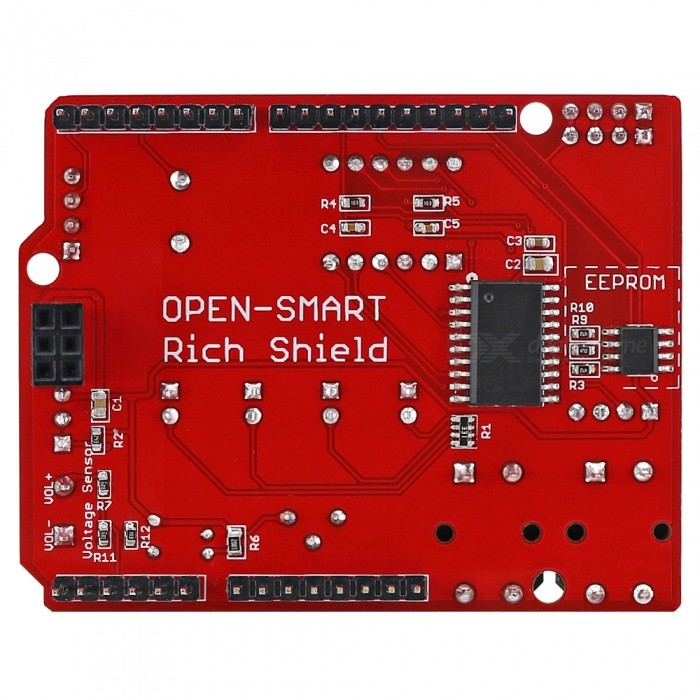 R4
R5
C4
C5
C3
C2
EEPROM
R10
R9
R3
OPEN-SMART
Rich Shield
C1
R2
R1
Voltage Sensor
VOL+
R7
VOL-
R11
R12
R6